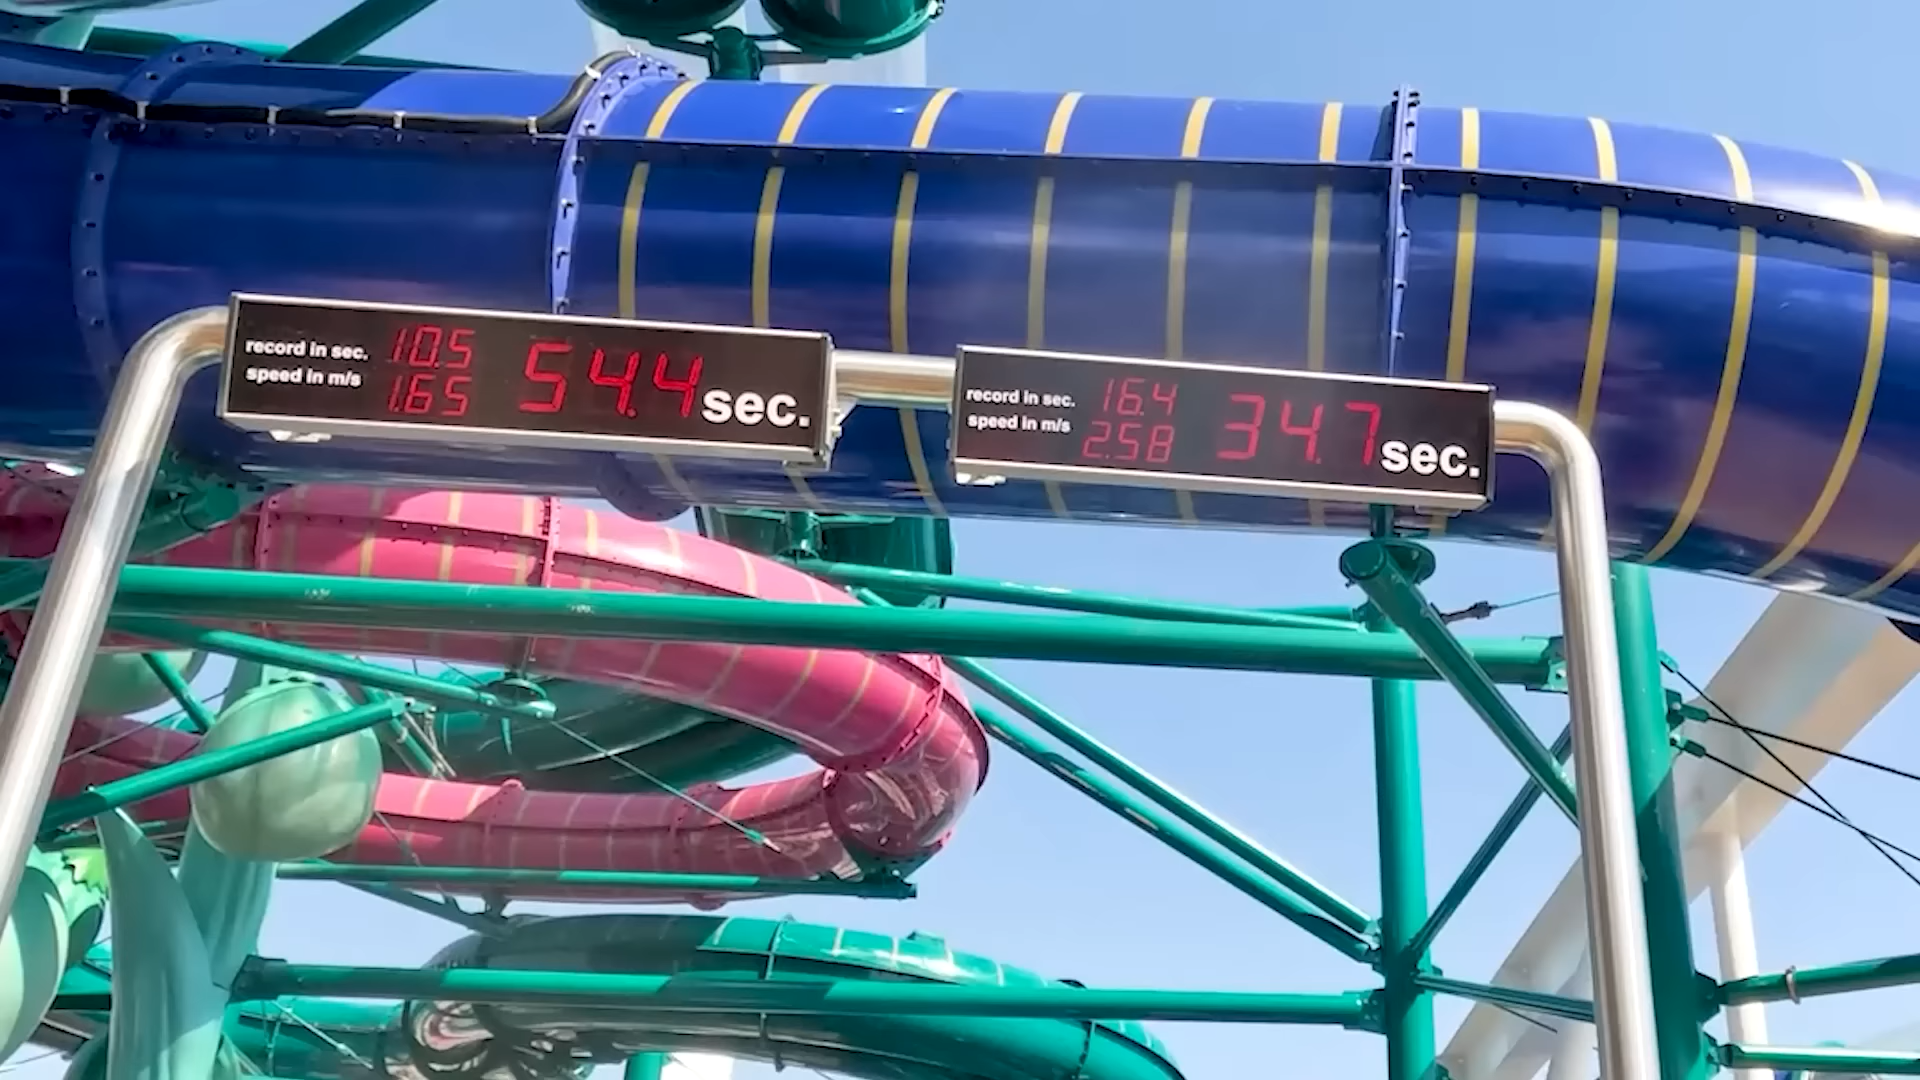 record in sec. 10.5
speed in m/s 1.65
54.4 sec.
record in sec. 16.4
speed in m/s 2.58
34.7 sec.